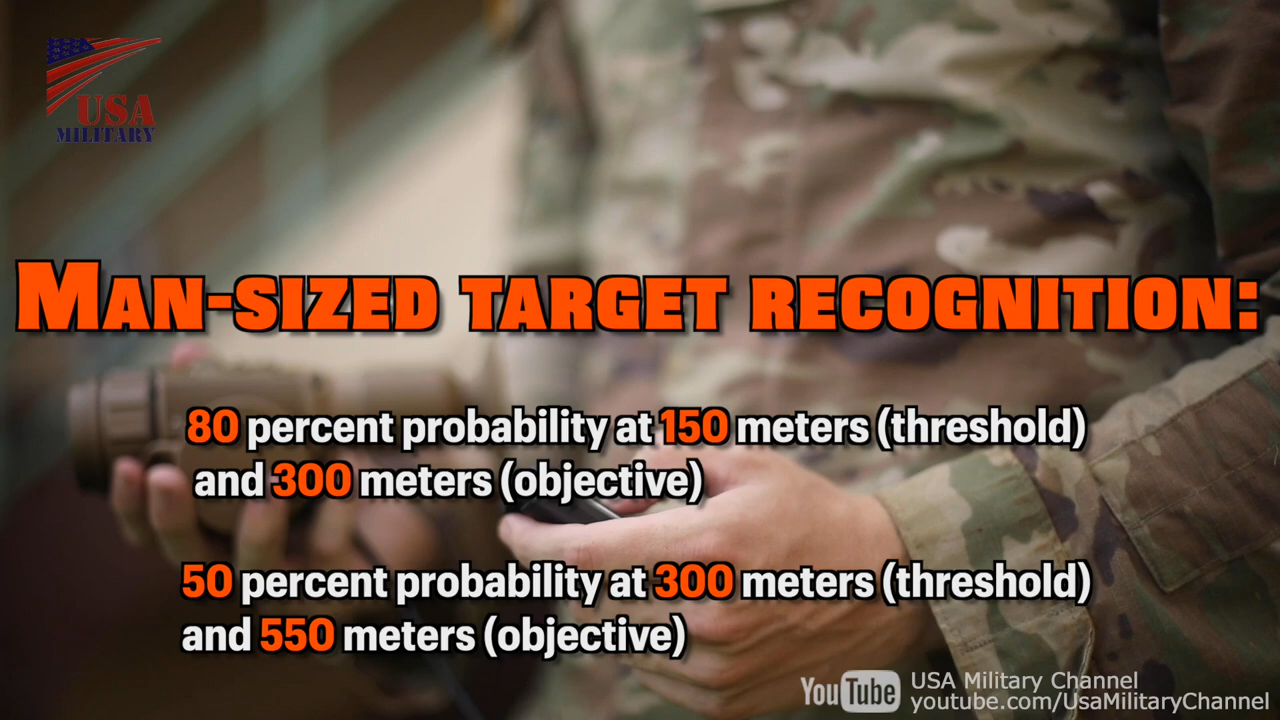 USA
MILITARY
MAN-SIZED TARGET RECOGNITION:
80 percent probability at 150 meters (threshold)
and 300 meters (objective)
50 percent probability at 300 meters (threshold)
and 550 meters (objective)
YouTube
USA Military Channel
youtube.com/UsaMilitaryChannel